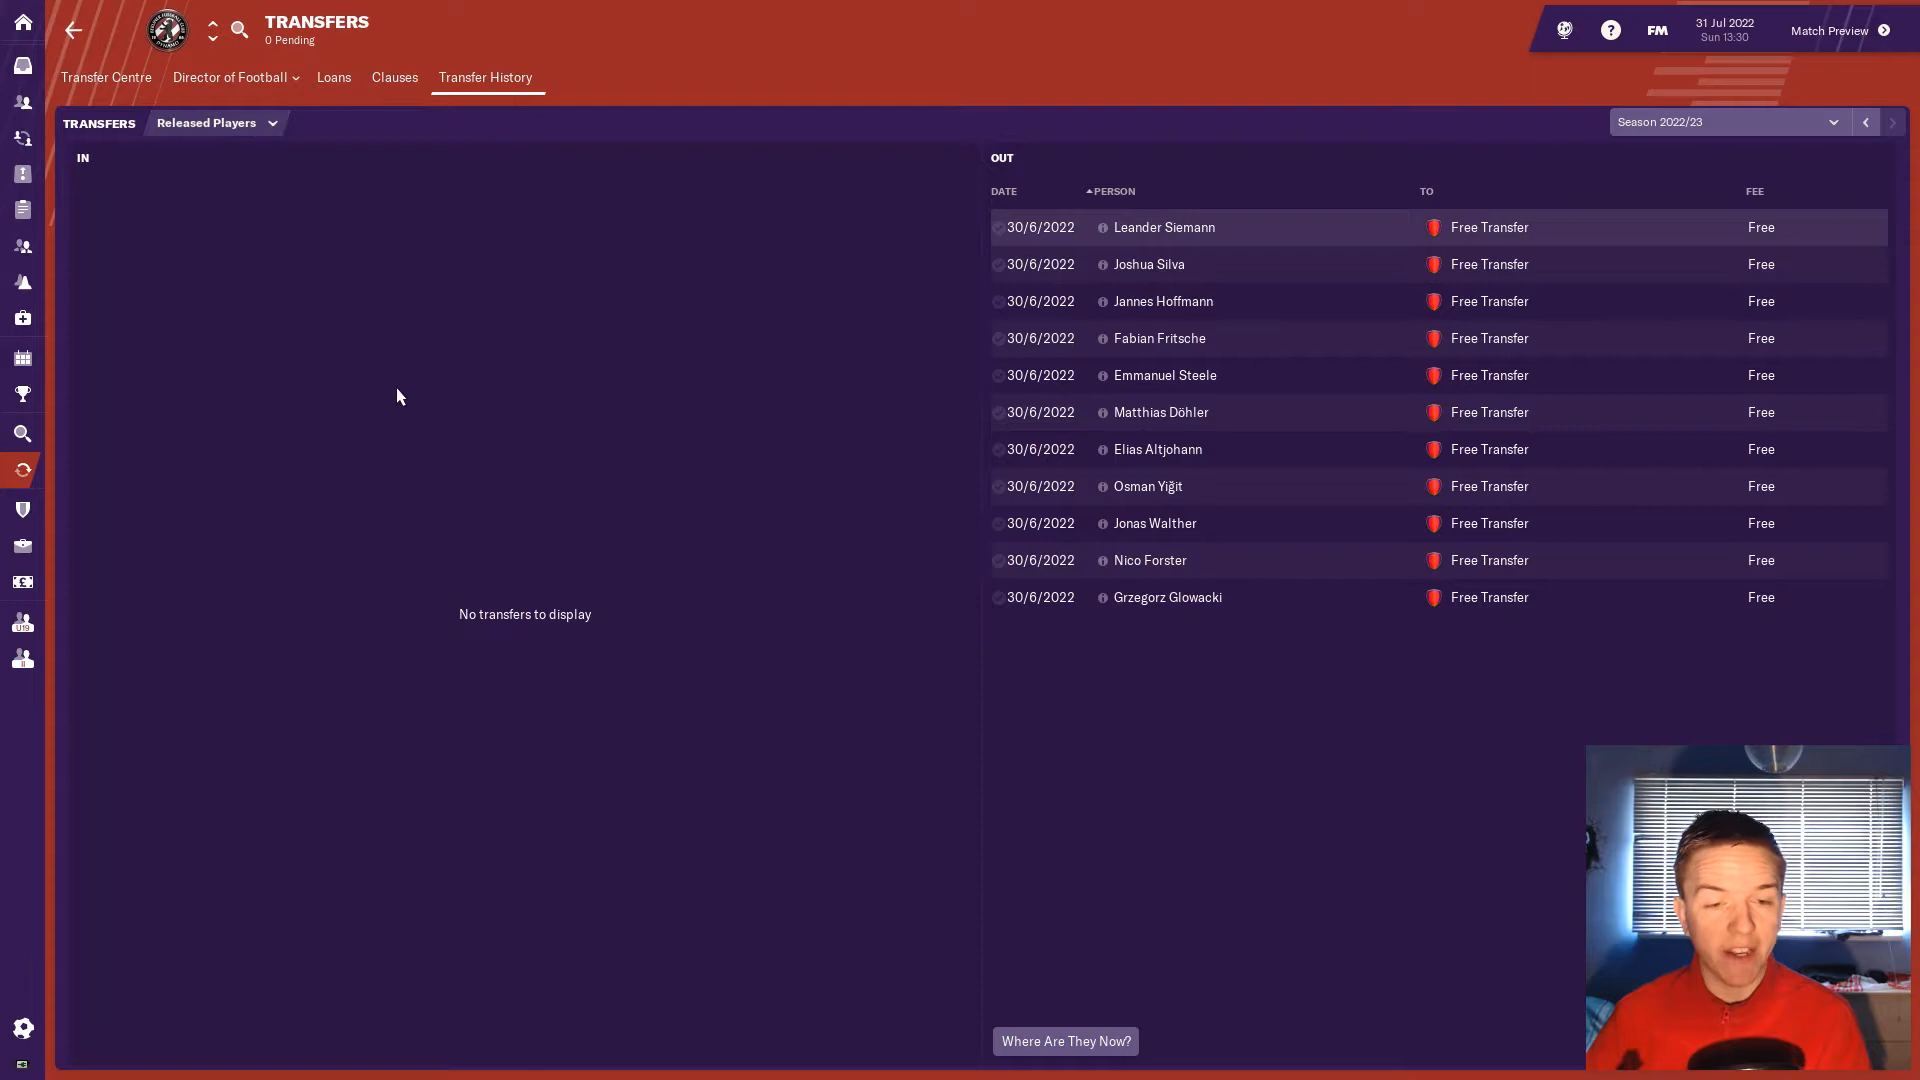 TRANSFERS
0 Pending
FM
31 Jul 2022
Sun 13:30
Match Preview
Transfer Centre
Director of Football
Loans
Clauses
Transfer History
TRANSFERS
Released Players
Season 2022/23
IN
OUT
DATE PERSON TO FEE
30/6/2022 Leander Siemann Free Transfer Free
30/6/2022 Joshua Silva Free Transfer Free
30/6/2022 Jannes Hoffmann Free Transfer Free
30/6/2022 Fabian Fritsche Free Transfer Free
30/6/2022 Emmanuel Steele Free Transfer Free
30/6/2022 Matthias Döhler Free Transfer Free
30/6/2022 Elias Altjohann Free Transfer Free
30/6/2022 Osman Yiğit Free Transfer Free
30/6/2022 Jonas Walther Free Transfer Free
30/6/2022 Nico Forster Free Transfer Free
30/6/2022 Grzegorz Glowacki Free Transfer Free
No transfers to display
U19
II
Where Are They Now?